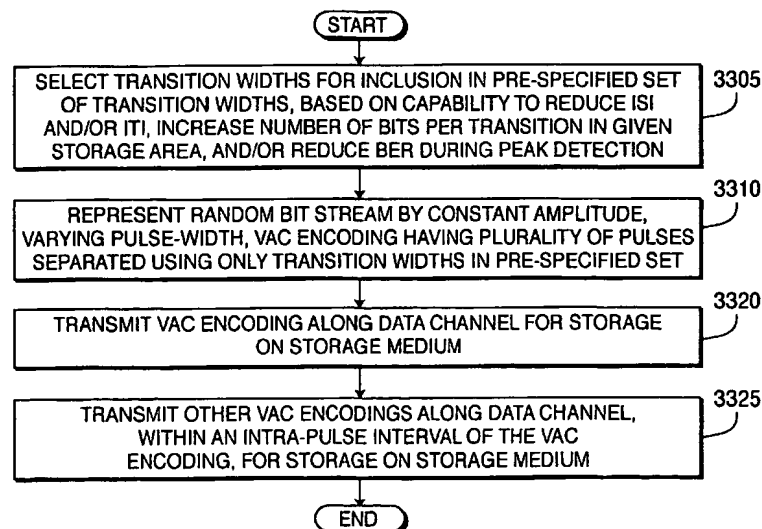 START
SELECT TRANSITION WIDTHS FOR INCLUSION IN PRE-SPECIFIED SET
OF TRANSITION WIDTHS, BASED ON CAPABILITY TO REDUCE ISI
AND/OR ITI, INCREASE NUMBER OF BITS PER TRANSITION IN GIVEN
STORAGE AREA, AND/OR REDUCE BER DURING PEAK DETECTION
3305
REPRESENT RANDOM BIT STREAM BY CONSTANT AMPLITUDE,
VARYING PULSE-WIDTH, VAC ENCODING HAVING PLURALITY OF PULSES
SEPARATED USING ONLY TRANSITION WIDTHS IN PRE-SPECIFIED SET
3310
TRANSMIT VAC ENCODING ALONG DATA CHANNEL FOR STORAGE
ON STORAGE MEDIUM
3320
TRANSMIT OTHER VAC ENCODINGS ALONG DATA CHANNEL,
WITHIN AN INTRA-PULSE INTERVAL OF THE VAC
ENCODING, FOR STORAGE ON STORAGE MEDIUM
3325
END